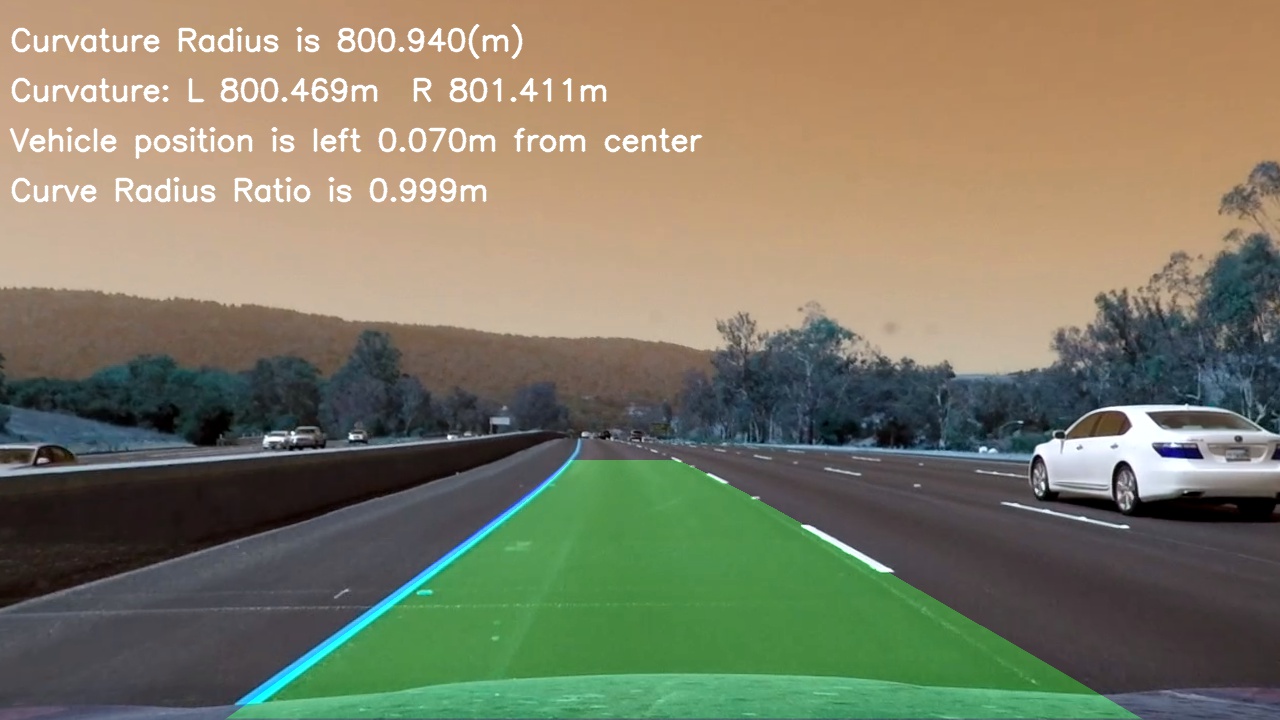 Curvature Radius is 800.940(m)
Curvature: L 800.469m R 801.411m
Vehicle position is left 0.070m from center
Curve Radius Ratio is 0.999m